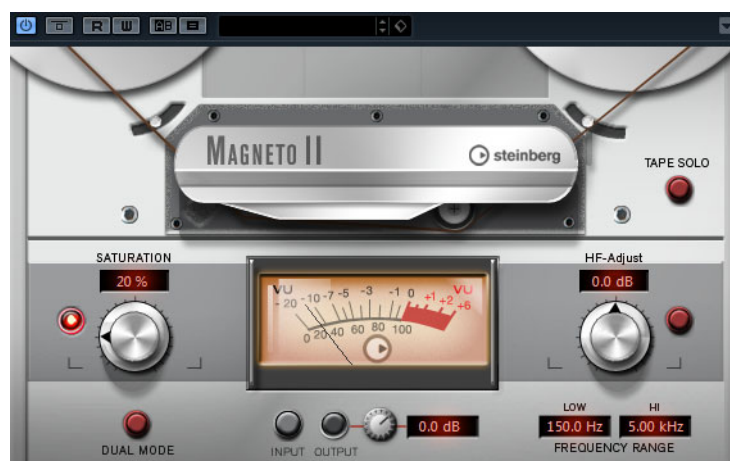 R W AB
MAGNETO II
steinberg
TAPE SOLO
SATURATION
20 %
HF-Adjust
0.0 dB
VU VU
- 20 -10 -7 -5 -3 -1 0 +1 +2 +6
0 20 40 60 80 100
DUAL MODE
INPUT OUTPUT
0.0 dB
LOW HI
150.0 Hz 5.00 kHz
FREQUENCY RANGE